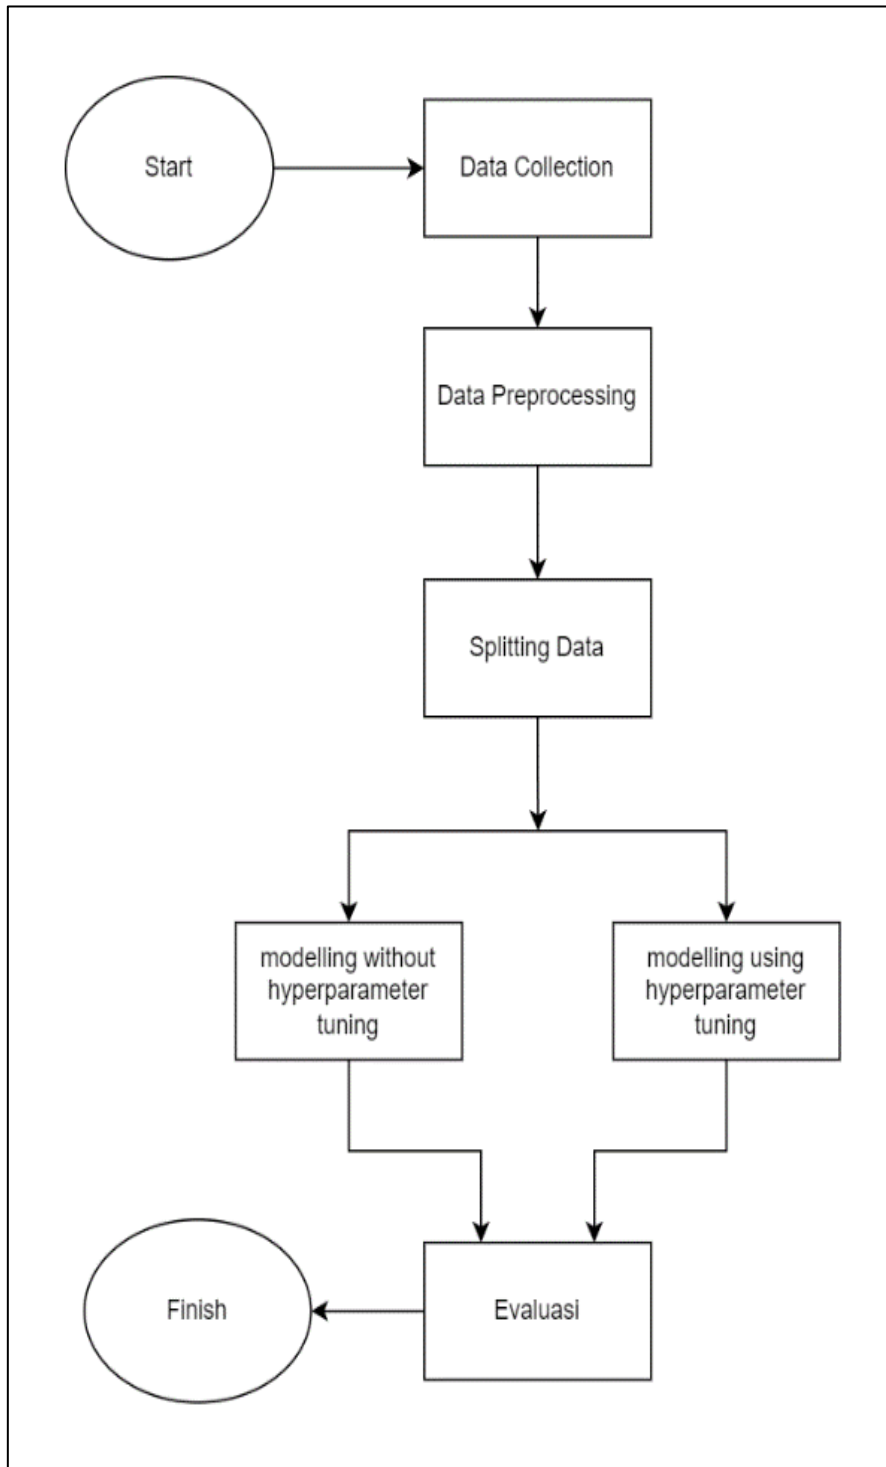 Start
Data Collection
Data Preprocessing
Splitting Data
modelling without
hyperparameter
tuning
modelling using
hyperparameter
tuning
Finish
Evaluasi